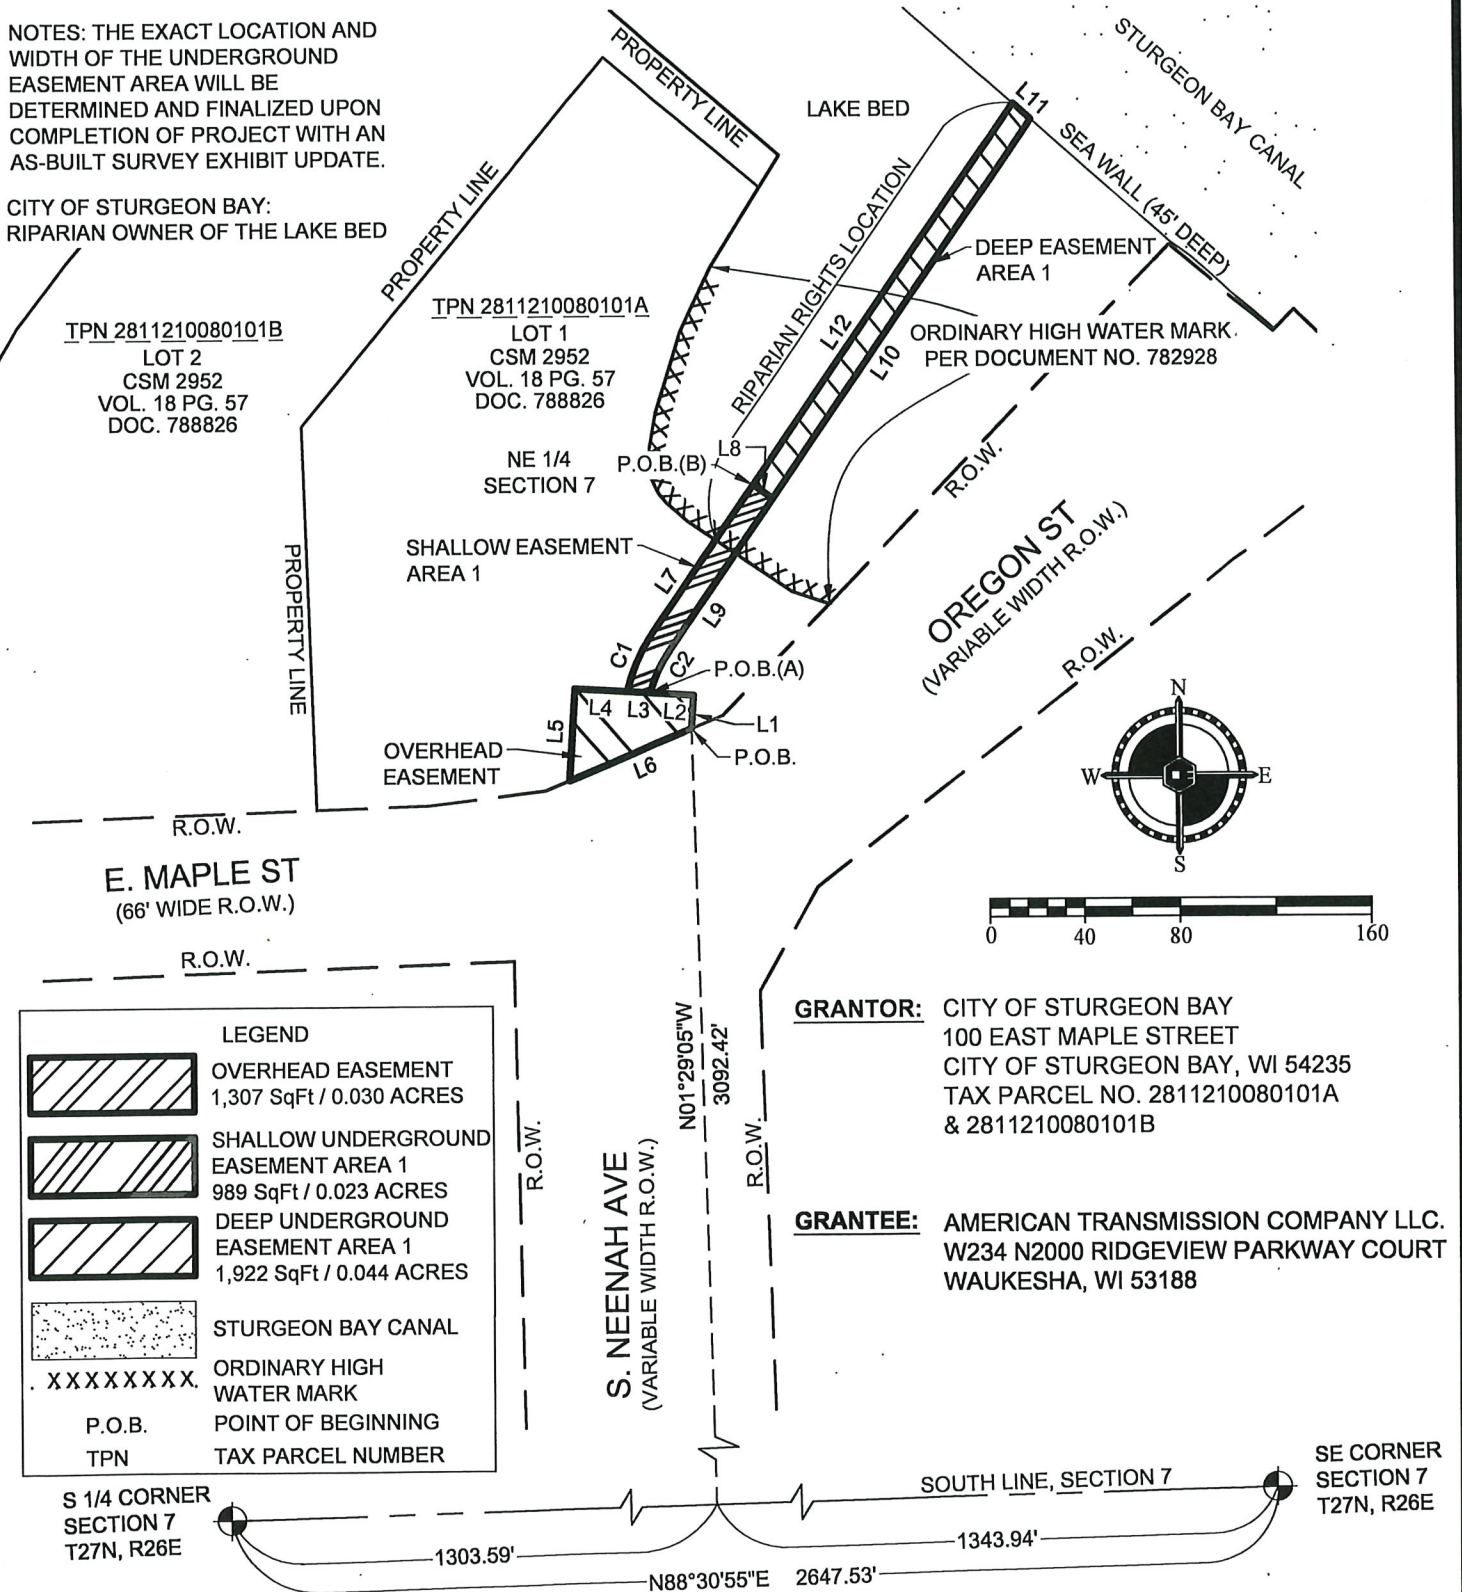 NOTES: THE EXACT LOCATION AND
WIDTH OF THE UNDERGROUND
EASEMENT AREA WILL BE
DETERMINED AND FINALIZED UPON
COMPLETION OF PROJECT WITH AN
AS-BUILT SURVEY EXHIBIT UPDATE.
CITY OF STURGEON BAY:
RIPARIAN OWNER OF THE LAKE BED
PROPERTY LINE
LAKE BED
L11
STURGEON BAY CANAL
SEA WALL (45' DEEP)
PROPERTY LINE
RIPARIAN RIGHTS LOCATION
DEEP EASEMENT
AREA 1
TPN 2811210080101B
LOT 2
CSM 2952
VOL. 18 PG. 57
DOC. 788826
TPN 2811210080101A
LOT 1
CSM 2952
VOL. 18 PG. 57
DOC. 788826
NE 1/4
SECTION 7
L12
L10
ORDINARY HIGH WATER MARK
PER DOCUMENT NO. 782928
L8
P.O.B.(B)
XXXXXXXX
R.O.W.
SHALLOW EASEMENT
AREA 1
L7
L9
PROPERTY LINE
OREGON ST
(VARIABLE WIDTH R.O.W.)
R.O.W.
C1
C2
P.O.B.(A)
L4
L3
L2
L1
L5
L6
P.O.B.
OVERHEAD
EASEMENT
N
W
E
S
R.O.W.
E. MAPLE ST
(66' WIDE R.O.W.)
R.O.W.
0
40
80
160
LEGEND
OVERHEAD EASEMENT
1,307 SqFt / 0.030 ACRES
SHALLOW UNDERGROUND
EASEMENT AREA 1
989 SqFt / 0.023 ACRES
DEEP UNDERGROUND
EASEMENT AREA 1
1,922 SqFt / 0.044 ACRES
STURGEON BAY CANAL
XXXXXXXX
ORDINARY HIGH
WATER MARK
P.O.B.
POINT OF BEGINNING
TPN
TAX PARCEL NUMBER
R.O.W.
S. NEENAH AVE
(VARIABLE WIDTH R.O.W.)
N01°29'05"W
3092.42'
R.O.W.
GRANTOR: CITY OF STURGEON BAY
100 EAST MAPLE STREET
CITY OF STURGEON BAY, WI 54235
TAX PARCEL NO. 2811210080101A
& 2811210080101B
GRANTEE: AMERICAN TRANSMISSION COMPANY LLC.
W234 N2000 RIDGEVIEW PARKWAY COURT
WAUKESHA, WI 53188
S 1/4 CORNER
SECTION 7
T27N, R26E
SOUTH LINE, SECTION 7
SE CORNER
SECTION 7
T27N, R26E
1303.59'
1343.94'
N88°30'55"E 2647.53'